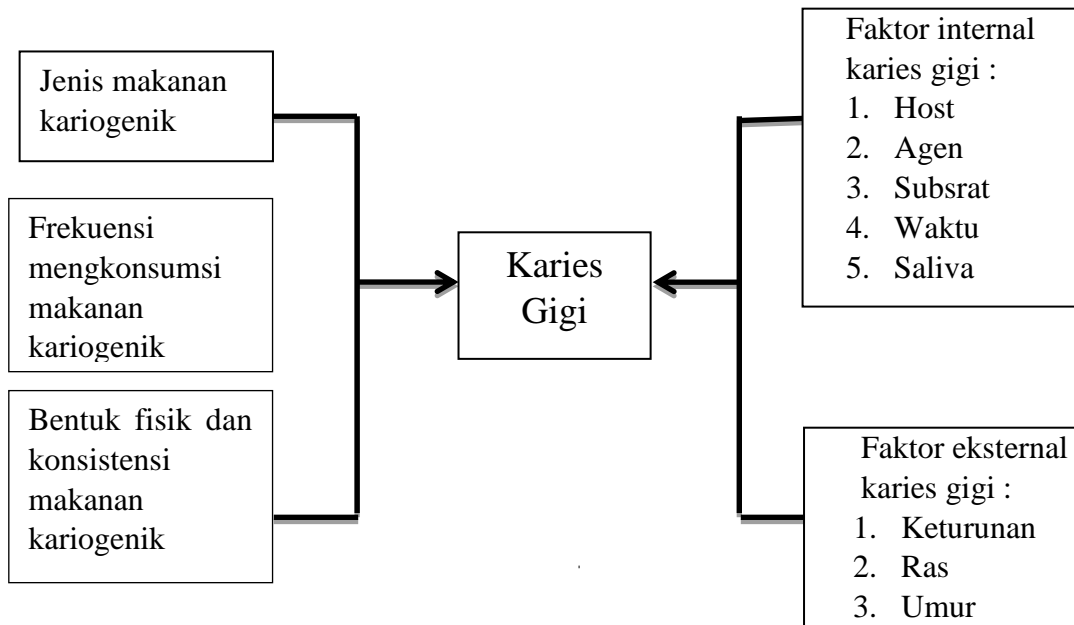 Jenis makanan
kariogenik
Frekuensi
mengkonsumsi
makanan
kariogenik
Bentuk fisik dan
konsistensi
makanan
kariogenik
Karies
Gigi
Faktor internal
karies gigi :
1. Host
2. Agen
3. Subsrat
4. Waktu
5. Saliva
Faktor eksternal
karies gigi :
1. Keturunan
2. Ras
3. Umur